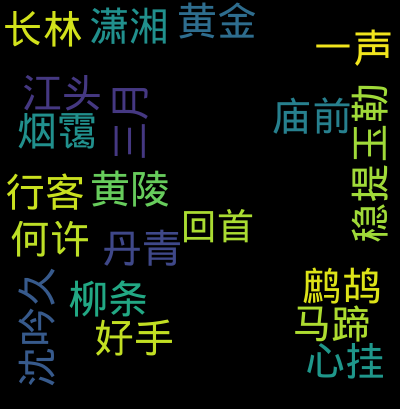 长林
潇湘
黄金
一声
江头
三月
烟霭
庙前
稳提玉勒
行客
黄陵
何许
丹青
回首
沈吟久
柳条
鹧鸪
马蹄
好手
心挂